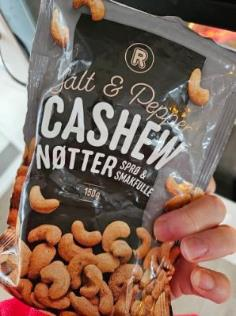 R
Salt & Pepper
CASHEW
NØTTER SPRØ &
SMAKFULLE
150g